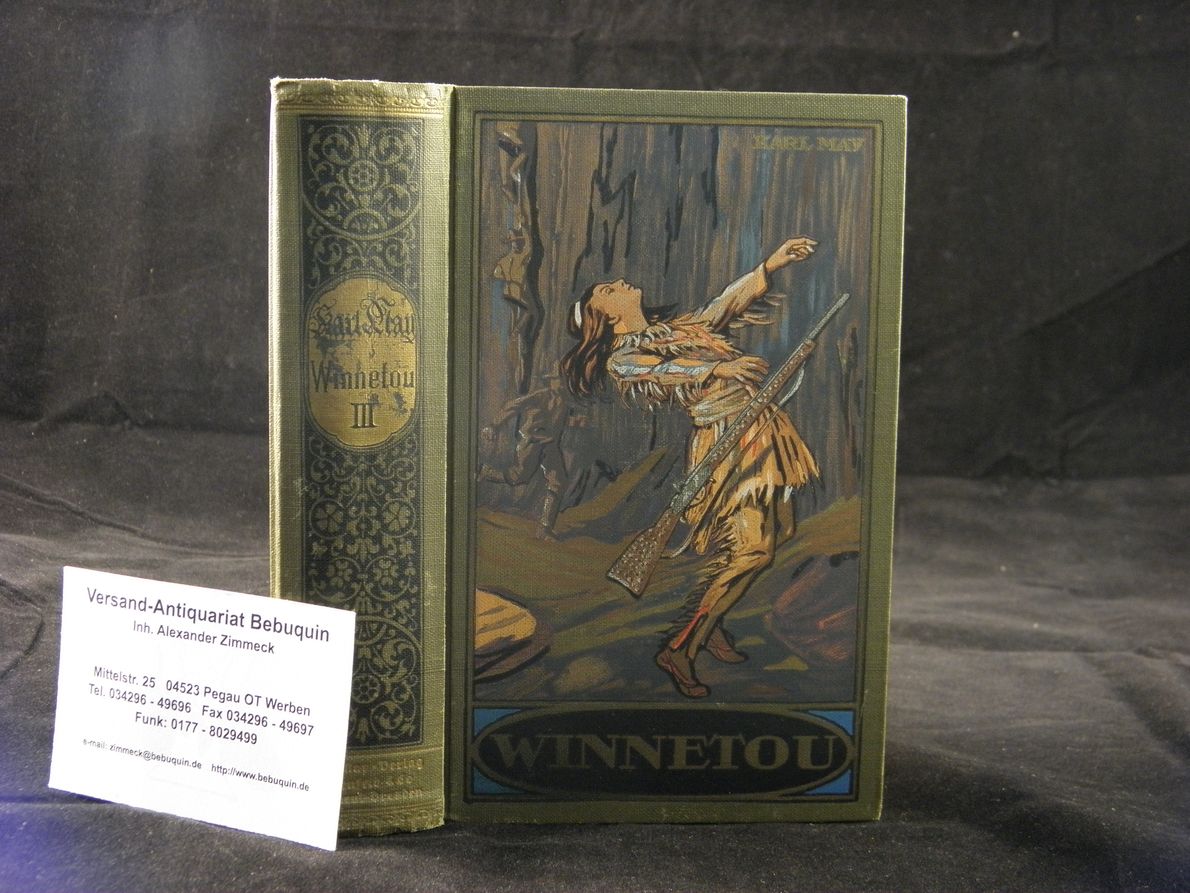 KARL MAY
Karl May
Winnetou
III
WINNETOU
Versand-Antiquariat Bebuquin
Inh. Alexander Zimmeck
Mittelstr. 25 04523 Pegau OT Werben
Tel. 034296 - 49696 Fax 034296 - 49697
Funk: 0177 - 8029499
e-mail: zimmeck@bebuquin.de http://www.bebuquin.de